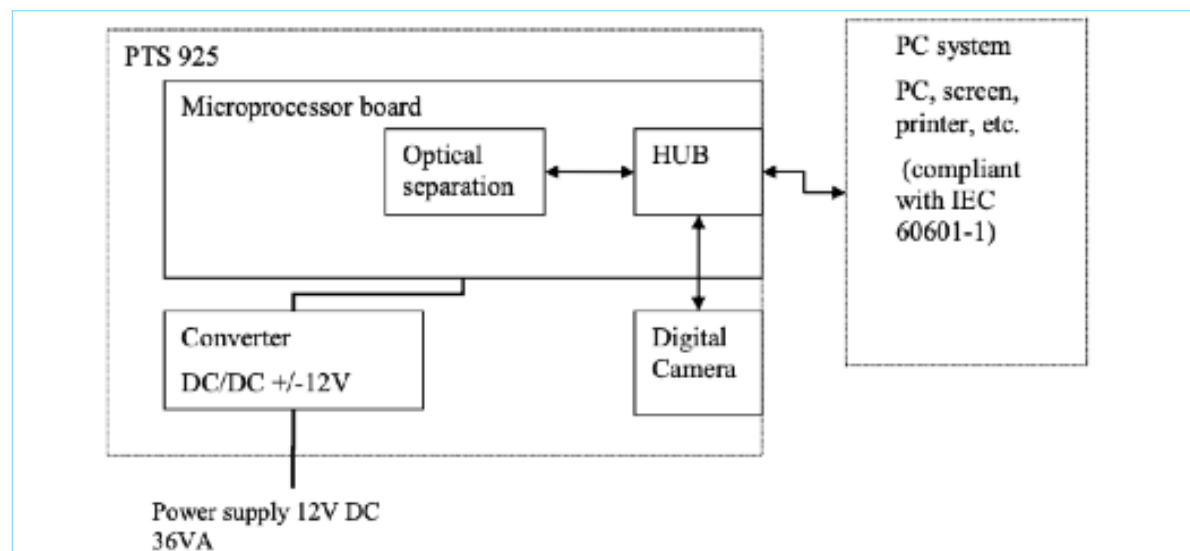 PTS 925
Microprocessor board
Optical
separation
HUB
PC system
PC, screen,
printer, etc.
(compliant
with IEC
60601-1)
Converter
DC/DC +/-12V
Digital
Camera
Power supply 12V DC
36VA